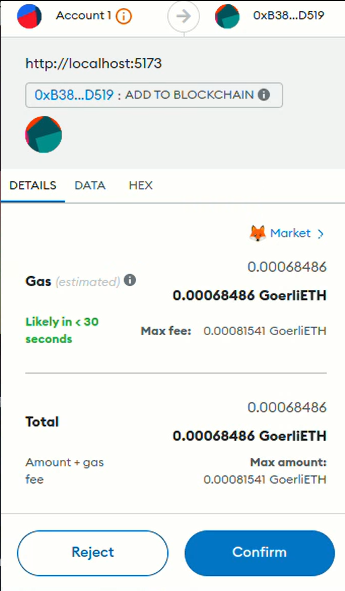 Account 1
0xB38...D519
http://localhost:5173
0xB38...D519 : ADD TO BLOCKCHAIN
DETAILS DATA HEX
Market
0.00068486
Gas (estimated) 0.00068486 GoerliETH
Likely in < 30
seconds
Max fee: 0.00081541 GoerliETH
0.00068486
Total
0.00068486 GoerliETH
Amount + gas
fee
Max amount:
0.00081541 GoerliETH
Reject
Confirm